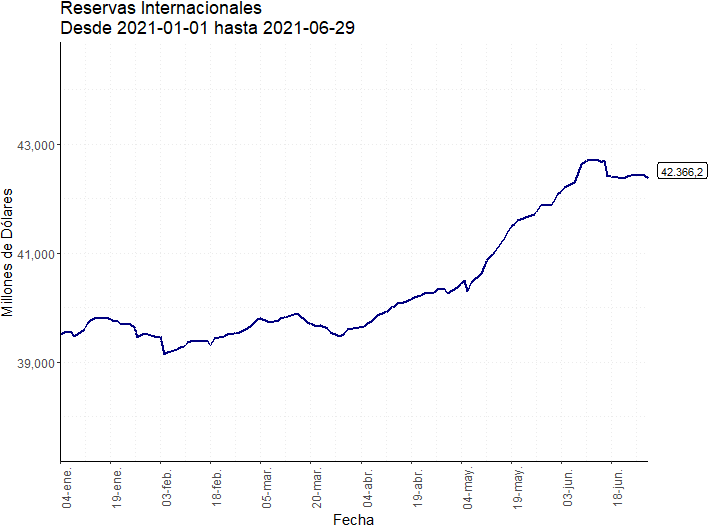 Reservas Internacionales
Desde 2021-01-01 hasta 2021-06-29
Millones de Dólares
43,000
41,000
39,000
42.366,2
04-ene.
19-ene.
03-feb.
18-feb.
05-mar.
20-mar.
04-abr.
19-abr.
04-may.
19-may.
03-jun.
18-jun.
Fecha